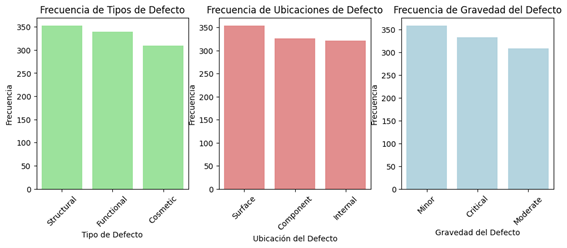 Frecuencia de Tipos de Defecto
Frecuencia
350
300
250
200
150
100
50
0
Structural
Functional
Cosmetic
Tipo de Defecto
Frecuencia de Ubicaciones de Defecto
Frecuencia
350
300
250
200
150
100
50
0
Surface
Component
Internal
Ubicación del Defecto
Frecuencia de Gravedad del Defecto
Frecuencia
350
300
250
200
150
100
50
0
Minor
Critical
Moderate
Gravedad del Defecto